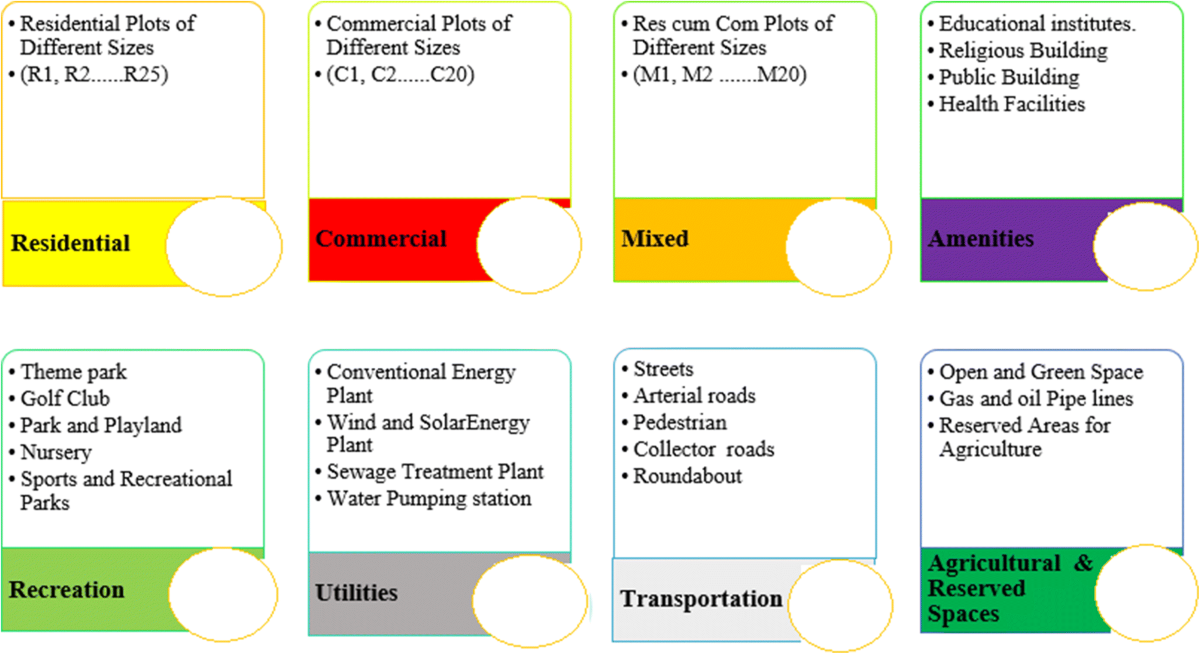 • Residential Plots of
Different Sizes
• (R1, R2......R25)
Residential
• Commercial Plots of
Different Sizes
• (C1, C2......C20)
Commercial
• Res cum Com Plots of
Different Sizes
• (M1, M2 .......M20)
Mixed
• Educational institutes.
• Religious Building
• Public Building
• Health Facilities
Amenities
• Theme park
• Golf Club
• Park and Playland
• Nursery
• Sports and Recreational
Parks
Recreation
• Conventional Energy
Plant
• Wind and SolarEnergy
Plant
• Sewage Treatment Plant
• Water Pumping station
Utilities
• Streets
• Arterial roads
• Pedestrian
• Collector roads
• Roundabout
Transportation
• Open and Green Space
• Gas and oil Pipe lines
• Reserved Areas for
Agriculture
Agricultural &
Reserved
Spaces